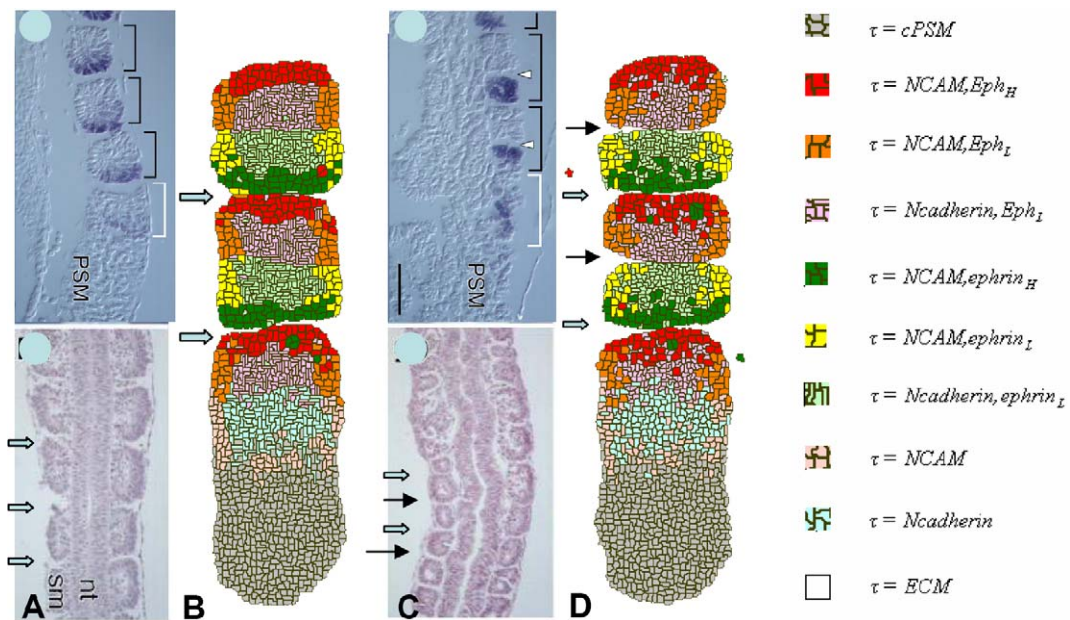 PSM
PSM
sm
nt
A
B
C
D
τ = cPSM
τ = NCAM,Eph_H
τ = NCAM,Eph_L
τ = Ncadherin,Eph_L
τ = NCAM,ephrin_H
τ = NCAM,ephrin_L
τ = Ncadherin,ephrin_L
τ = NCAM
τ = Ncadherin
τ = ECM